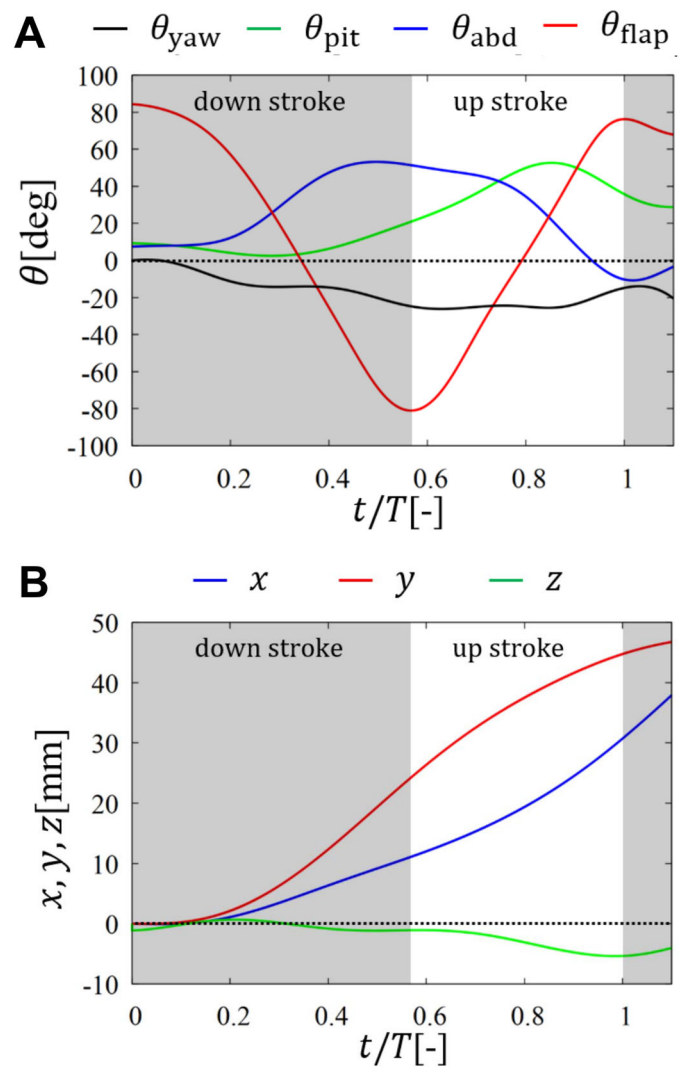 A
θyaw θpit θabd θflap
down stroke up stroke
100
80
60
40
20
0
-20
-40
-60
-80
-100
θ[deg]
0 0.2 0.4 0.6 0.8 1
t/T[-]
B
x y z
down stroke up stroke
50
40
30
20
10
0
-10
x, y, z[mm]
0 0.2 0.4 0.6 0.8 1
t/T[-]